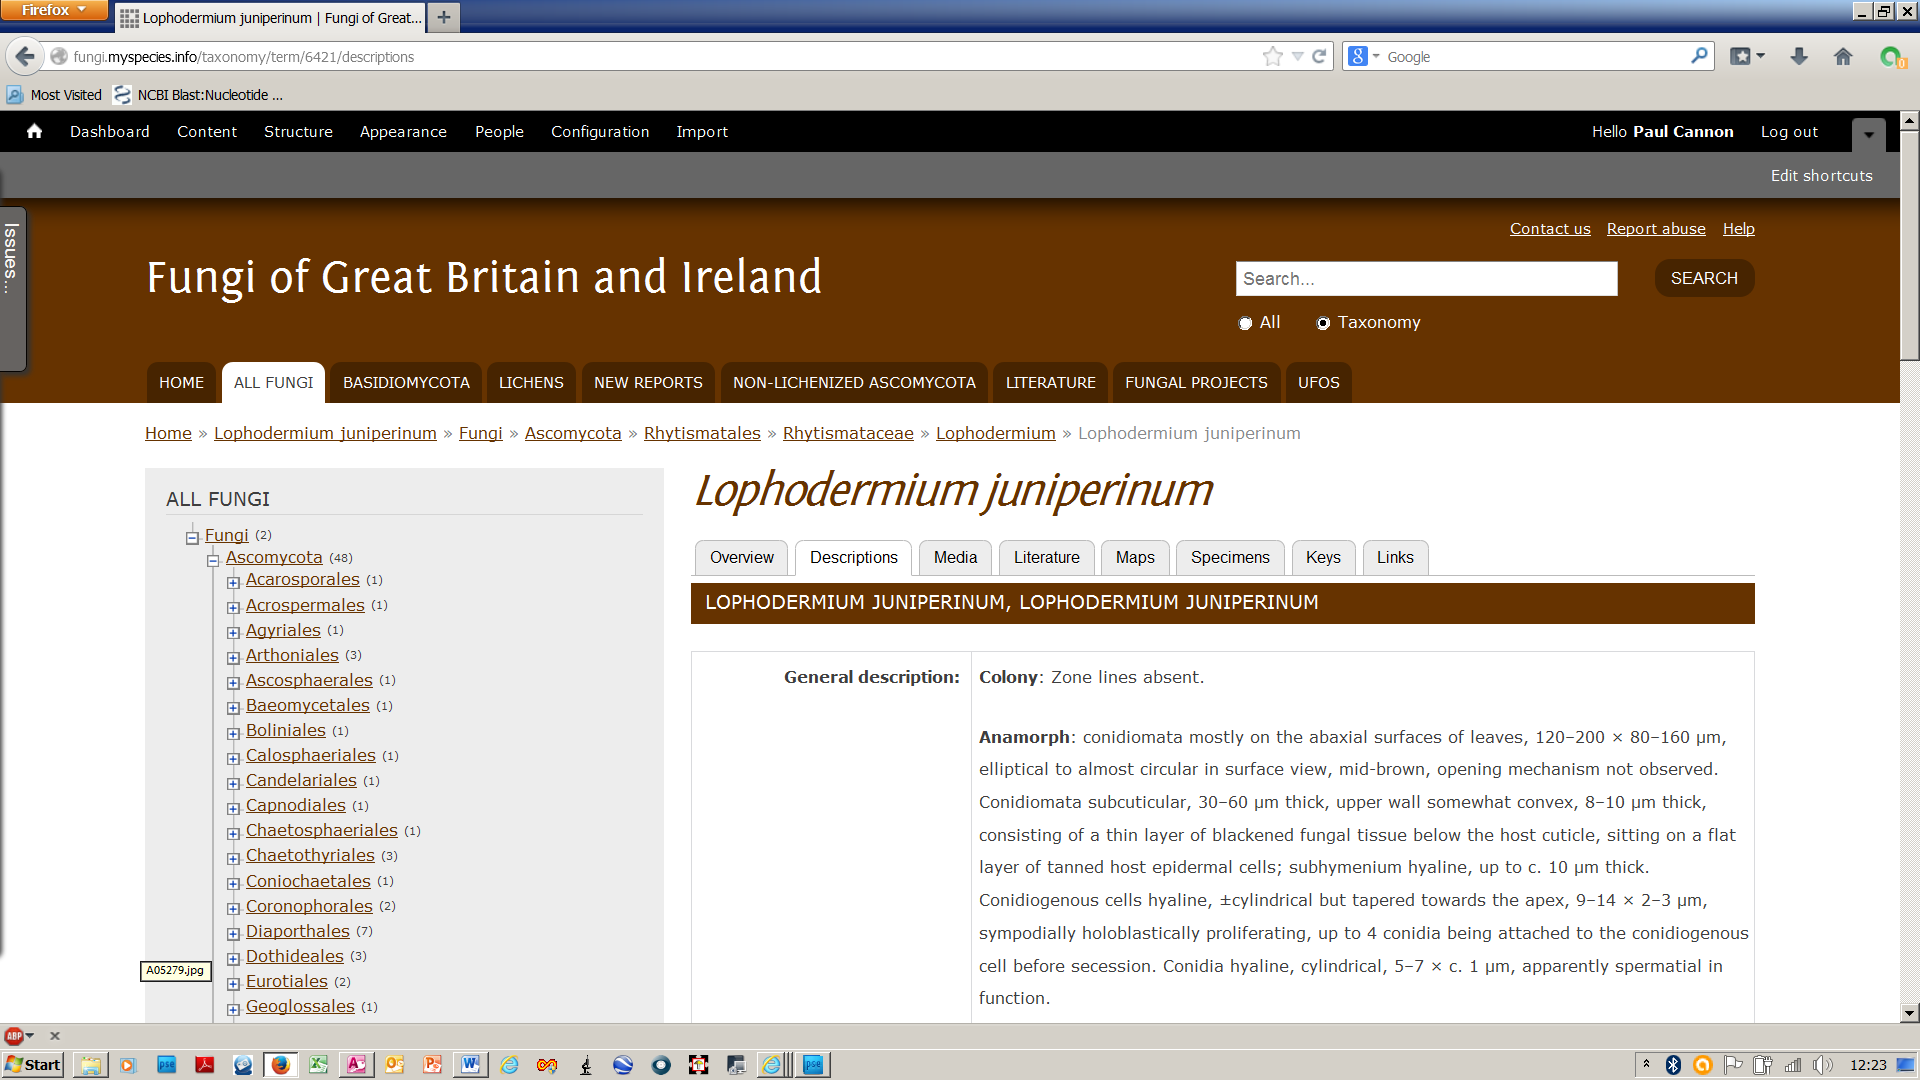 Firefox
Lophodermium juniperinum | Fungi of Great...
fungi.myspecies.info/taxonomy/term/6421/descriptions
Google
Most Visited
NCBI Blast:Nucleotide ...
Dashboard Content Structure Appearance People Configuration Import
Hello Paul Cannon Log out
Edit shortcuts
Issues...
Contact us Report abuse Help
Fungi of Great Britain and Ireland
Search...
SEARCH
All Taxonomy
HOME ALL FUNGI BASIDIOMYCOTA LICHENS NEW REPORTS NON-LICHENIZED ASCOMYCOTA LITERATURE FUNGAL PROJECTS UFOS
Home » Lophodermium juniperinum » Fungi » Ascomycota » Rhytismatales » Rhytismataceae » Lophodermium » Lophodermium juniperinum
ALL FUNGI
Fungi (2)
Ascomycota (48)
Acarosporales (1)
Acrospermales (1)
Agyriales (1)
Arthoniales (3)
Ascosphaerales (1)
Baeomycetales (1)
Boliniales (1)
Calosphaeriales (1)
Candelariales (1)
Capnodiales (1)
Chaetosphaeriales (1)
Chaetothyriales (3)
Coniochaetales (1)
Coronophorales (2)
Diaporthales (7)
Dothideales (3)
Eurotiales (2)
Geoglossales (1)
A05279.jpg
Lophodermium juniperinum
Overview Descriptions Media Literature Maps Specimens Keys Links
LOPHODERMIUM JUNIPERINUM, LOPHODERMIUM JUNIPERINUM
General description:
Colony: Zone lines absent.
Anamorph: conidiomata mostly on the abaxial surfaces of leaves, 120–200 × 80–160 µm,
elliptical to almost circular in surface view, mid-brown, opening mechanism not observed.
Conidiomata subcuticular, 30–60 µm thick, upper wall somewhat convex, 8–10 µm thick,
consisting of a thin layer of blackened fungal tissue below the host cuticle, sitting on a flat
layer of tanned host epidermal cells; subhymenium hyaline, up to c. 10 µm thick.
Conidiogenous cells hyaline, ±cylindrical but tapered towards the apex, 9–14 × 2–3 µm,
sympodially holoblastically proliferating, up to 4 conidia being attached to the conidiogenous
cell before secession. Conidia hyaline, cylindrical, 5–7 × c. 1 µm, apparently spermatial in
function.
ABP
Start
pse
pse
12:23